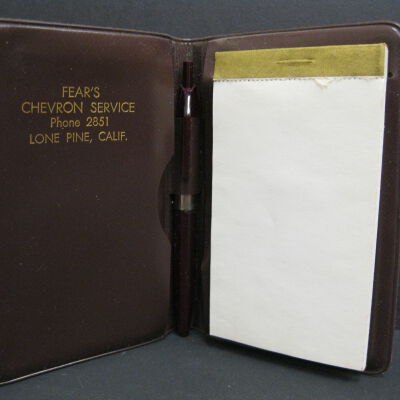 FEAR'S
CHEVRON SERVICE
Phone 2851
LONE PINE, CALIF.